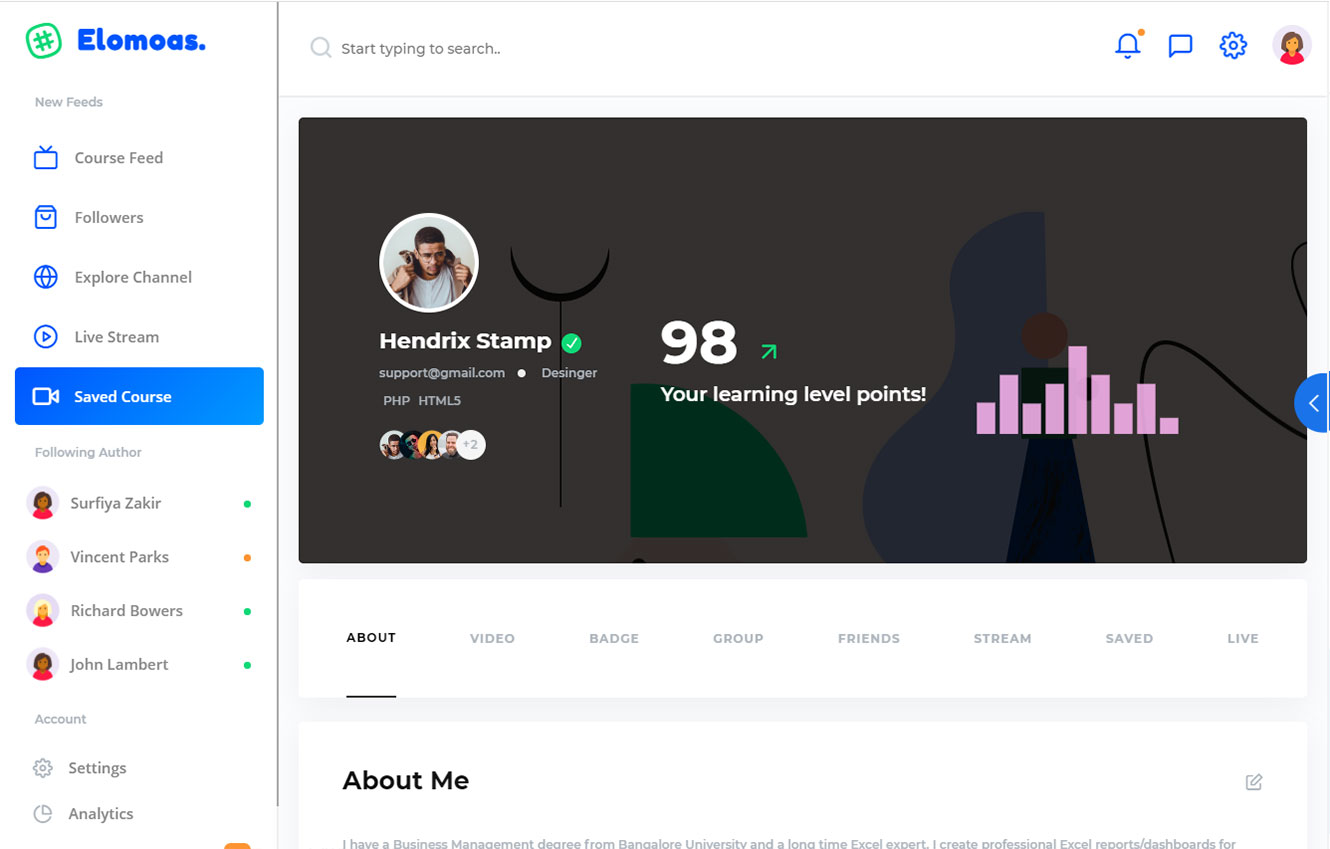 Elomoas.
Start typing to search..
New Feeds
Course Feed
Followers
Explore Channel
Live Stream
Saved Course
Following Author
Surfiya Zakir
Vincent Parks
Richard Bowers
John Lambert
Account
Settings
Analytics
Hendrix Stamp
support@gmail.com Desinger
PHP HTML5
+2
98
Your learning level points!
ABOUT VIDEO BADGE GROUP FRIENDS STREAM SAVED LIVE
About Me
I have a Business Management degree from Bangalore University and a long time Excel expert. I create professional Excel reports/dashboards for